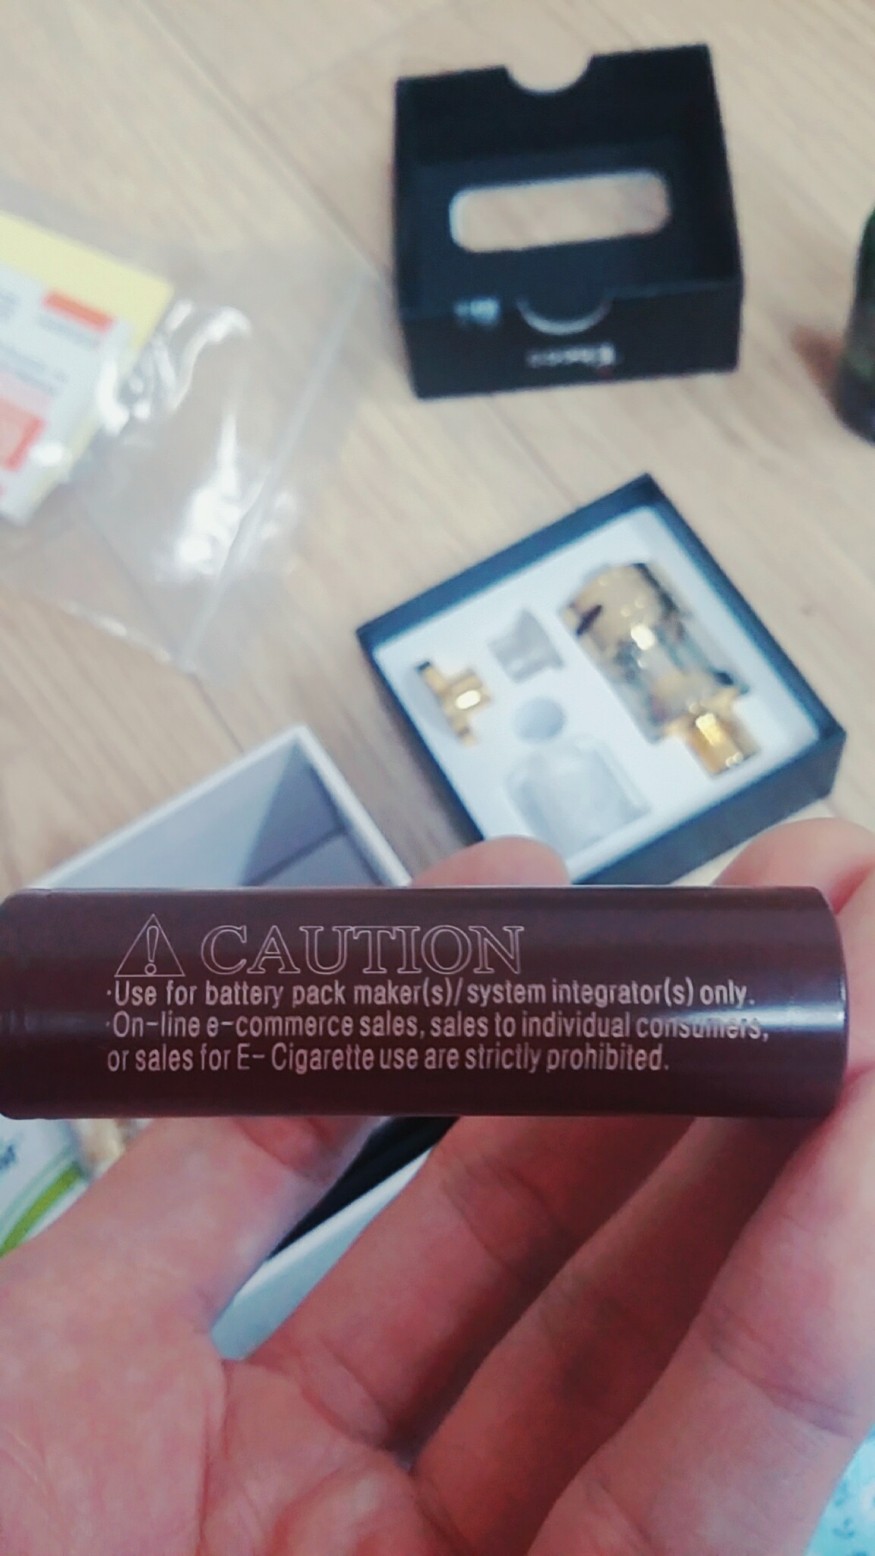 CAUTION
·Use for battery pack maker(s)/system integrator(s) only.
·On-line e-commerce sales, sales to individual consumers,
or sales for E-Cigarette use are strictly prohibited.